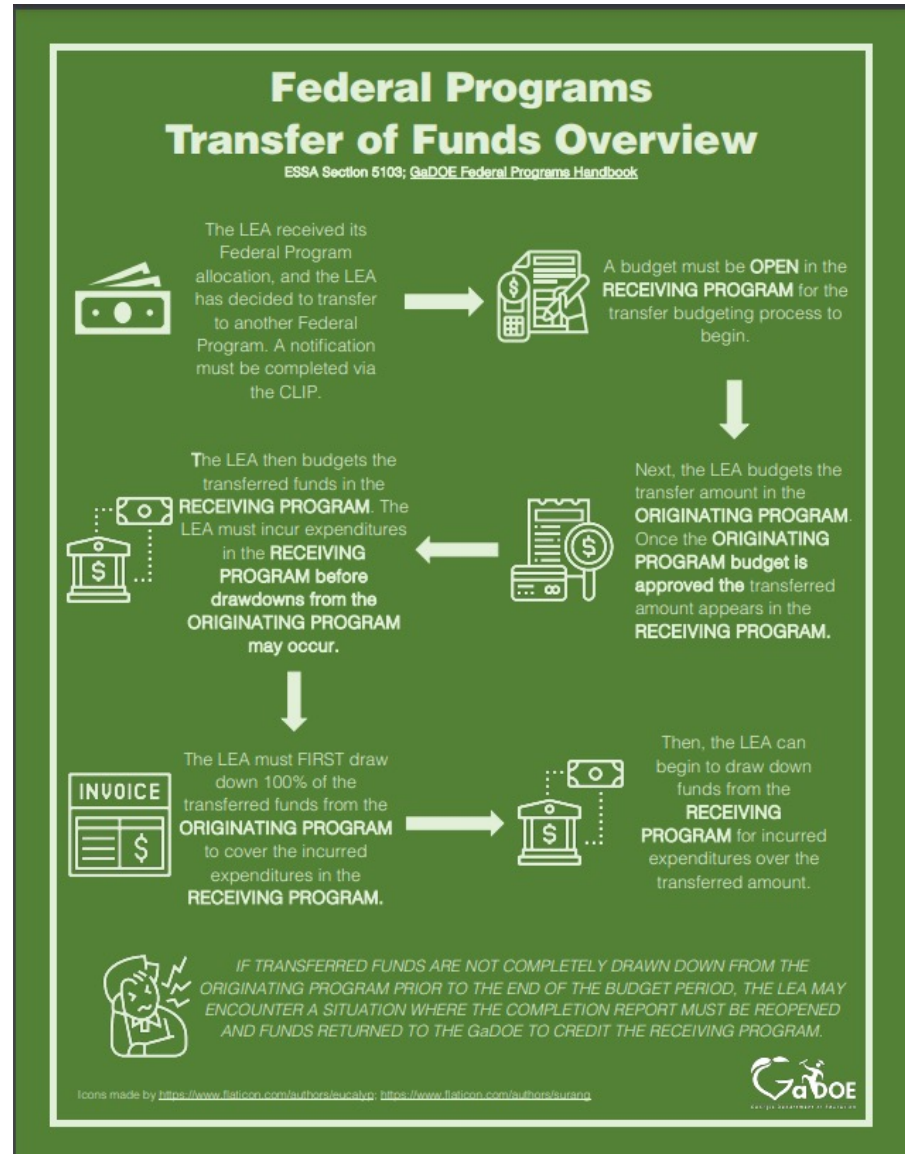 Federal Programs
Transfer of Funds Overview
ESSA Section 5103; GaDOE Federal Programs Handbook
The LEA received its
Federal Program
allocation, and the LEA
has decided to transfer
to another Federal
Program. A notification
must be completed via
the CLIP.
A budget must be OPEN in the
RECEIVING PROGRAM for the
transfer budgeting process to
begin.
Next, the LEA budgets the
transfer amount in the
ORIGINATING PROGRAM.
Once the ORIGINATING
PROGRAM budget is
approved the transferred
amount appears in the
RECEIVING PROGRAM.
The LEA then budgets the
transferred funds in the
RECEIVING PROGRAM. The
LEA must incur expenditures
in the RECEIVING
PROGRAM before
drawdowns from the
ORIGINATING PROGRAM
may occur.
INVOICE
The LEA must FIRST draw
down 100% of the
transferred funds from the
ORIGINATING PROGRAM
to cover the incurred
expenditures in the
RECEIVING PROGRAM.
Then, the LEA can
begin to draw down
funds from the
RECEIVING
PROGRAM for incurred
expenditures over the
transferred amount.
IF TRANSFERRED FUNDS ARE NOT COMPLETELY DRAWN DOWN FROM THE
ORIGINATING PROGRAM PRIOR TO THE END OF THE BUDGET PERIOD, THE LEA MAY
ENCOUNTER A SITUATION WHERE THE COMPLETION REPORT MUST BE REOPENED
AND FUNDS RETURNED TO THE GaDOE TO CREDIT THE RECEIVING PROGRAM.
Icons made by https://www.flaticon.com/authors/eucalyp; https://www.flaticon.com/authors/surang
GaDOE
Georgia Department of Education